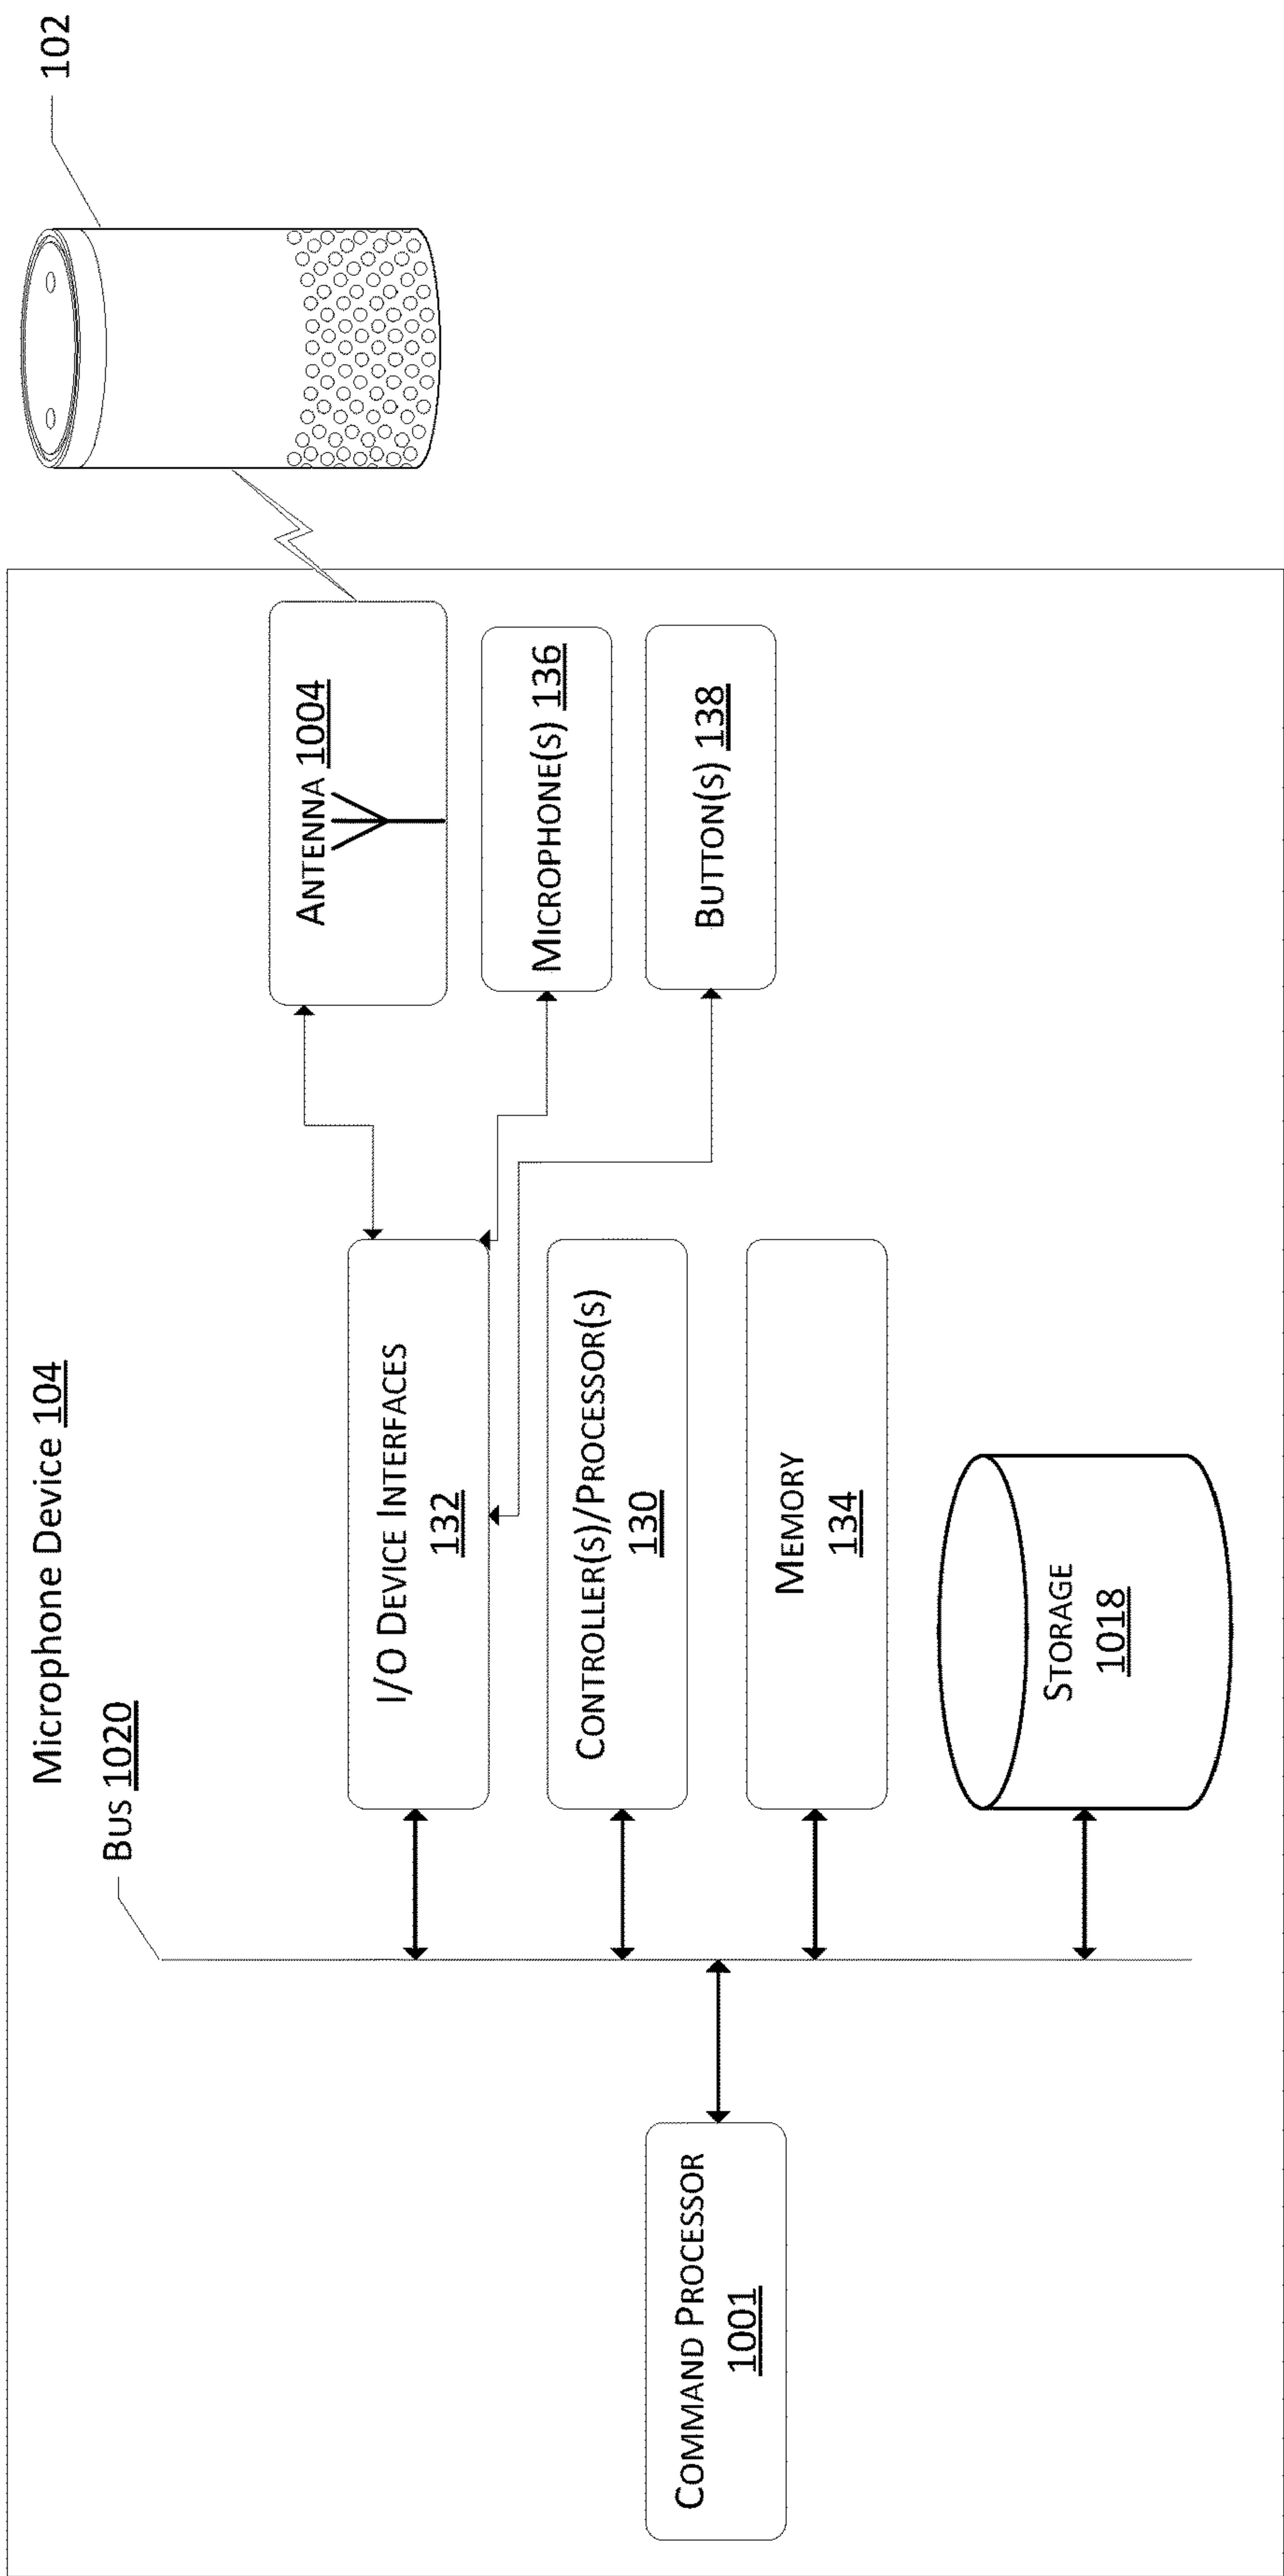 Microphone Device 104
102
Bus 1020
Antenna 1004
I/O Device Interfaces
132
Microphone(s) 136
Controller(s)/Processor(s)
130
Button(s) 138
Command Processor
1001
Memory
134
Storage
1018